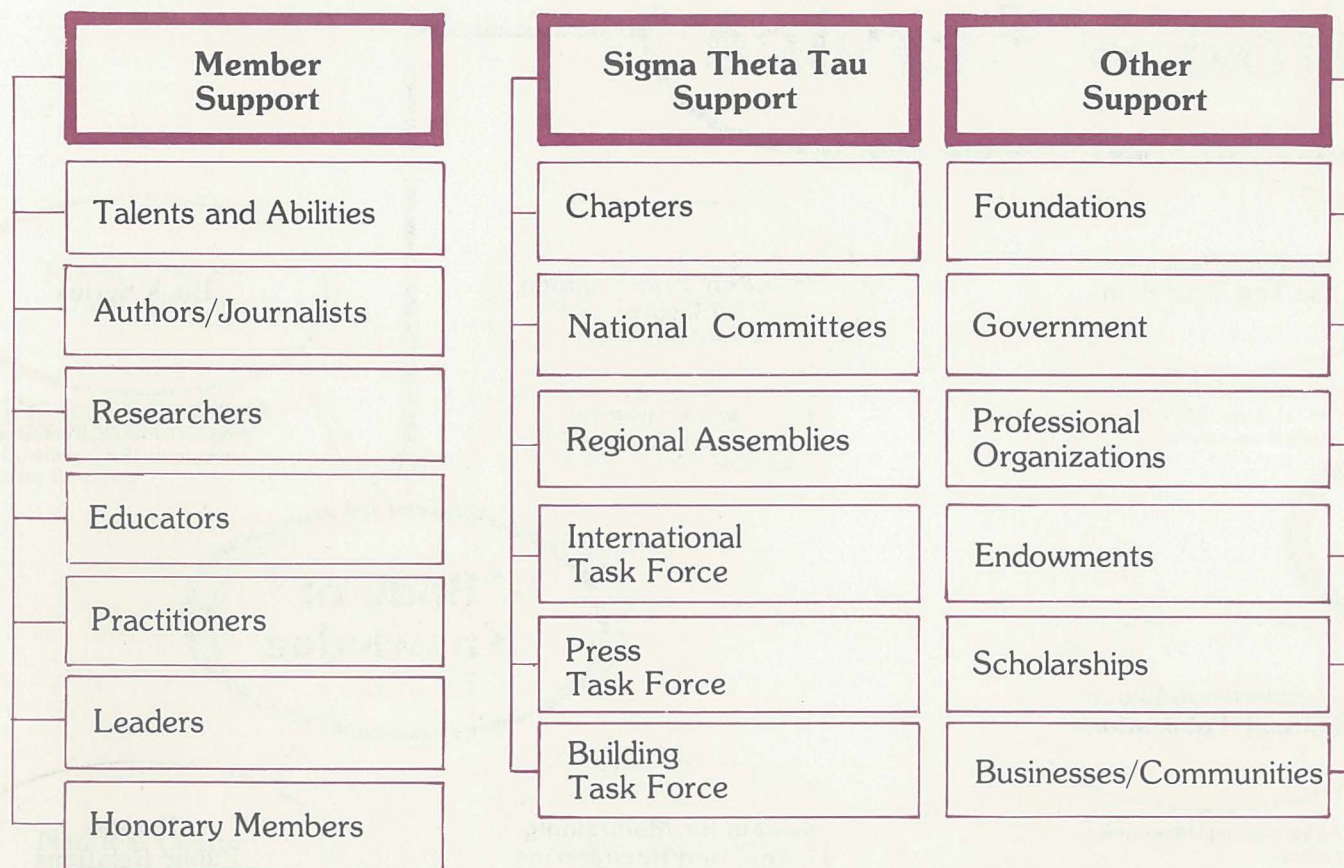 Member
Support
Talents and Abilities
Authors/Journalists
Researchers
Educators
Practitioners
Leaders
Honorary Members
Sigma Theta Tau
Support
Chapters
National Committees
Regional Assemblies
International
Task Force
Press
Task Force
Building
Task Force
Other
Support
Foundations
Government
Professional
Organizations
Endowments
Scholarships
Businesses/Communities